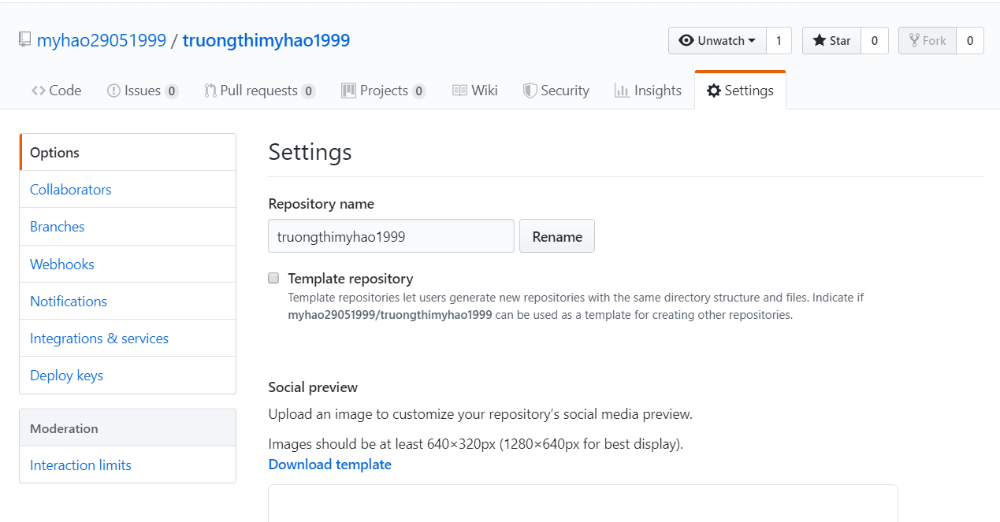 myhao29051999 / truongthimyhao1999
Unwatch 1 Star 0 Fork 0
Code Issues 0 Pull requests 0 Projects 0 Wiki Security Insights Settings
Options
Collaborators
Branches
Webhooks
Notifications
Integrations & services
Deploy keys
Moderation
Interaction limits
Settings
Repository name
truongthimyhao1999 Rename
Template repository
Template repositories let users generate new repositories with the same directory structure and files. Indicate if
myhao29051999/truongthimyhao1999 can be used as a template for creating other repositories.
Social preview
Upload an image to customize your repository’s social media preview.
Images should be at least 640×320px (1280×640px for best display).
Download template